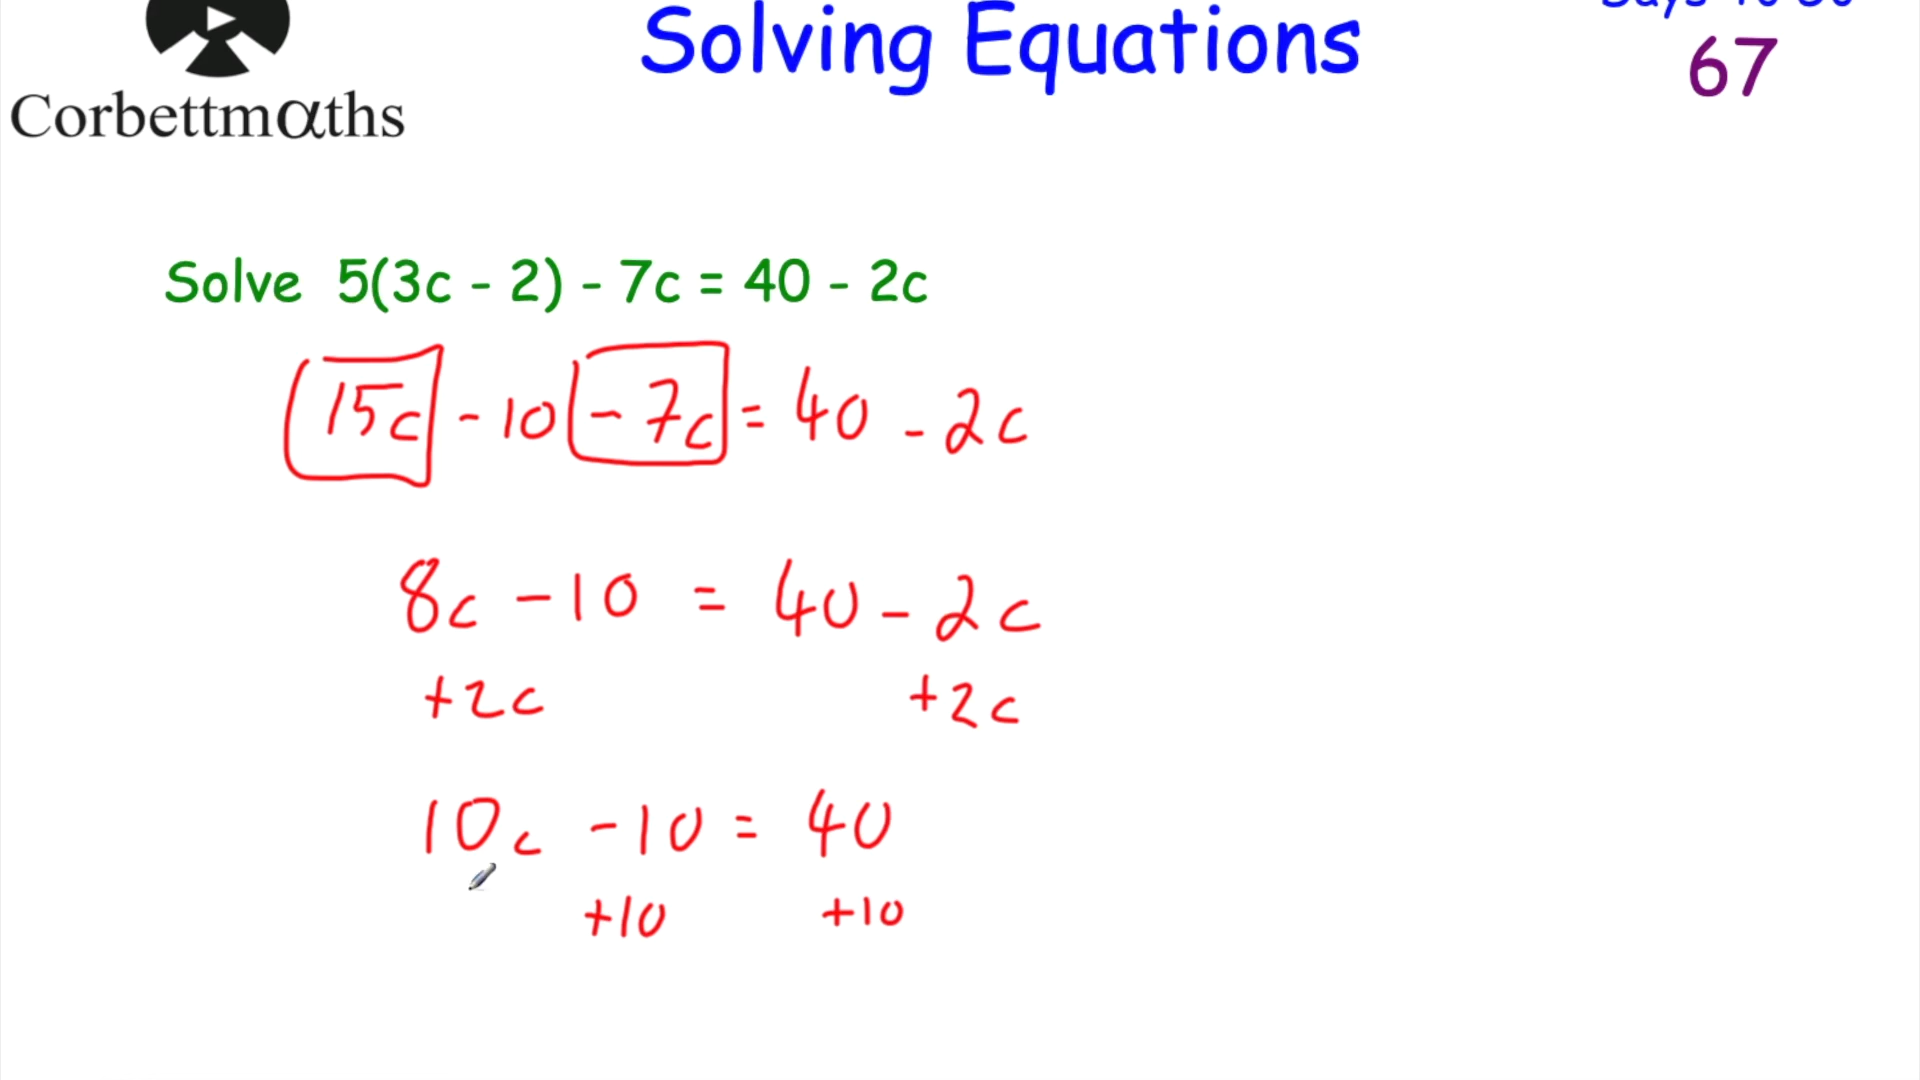 Solving Equations
67
Corbettmαths
Solve 5(3c - 2) - 7c = 40 - 2c
15c - 10 - 7c = 40 - 2c
8c - 10 = 40 - 2c
+2c +2c
10c - 10 = 40
+10 +10